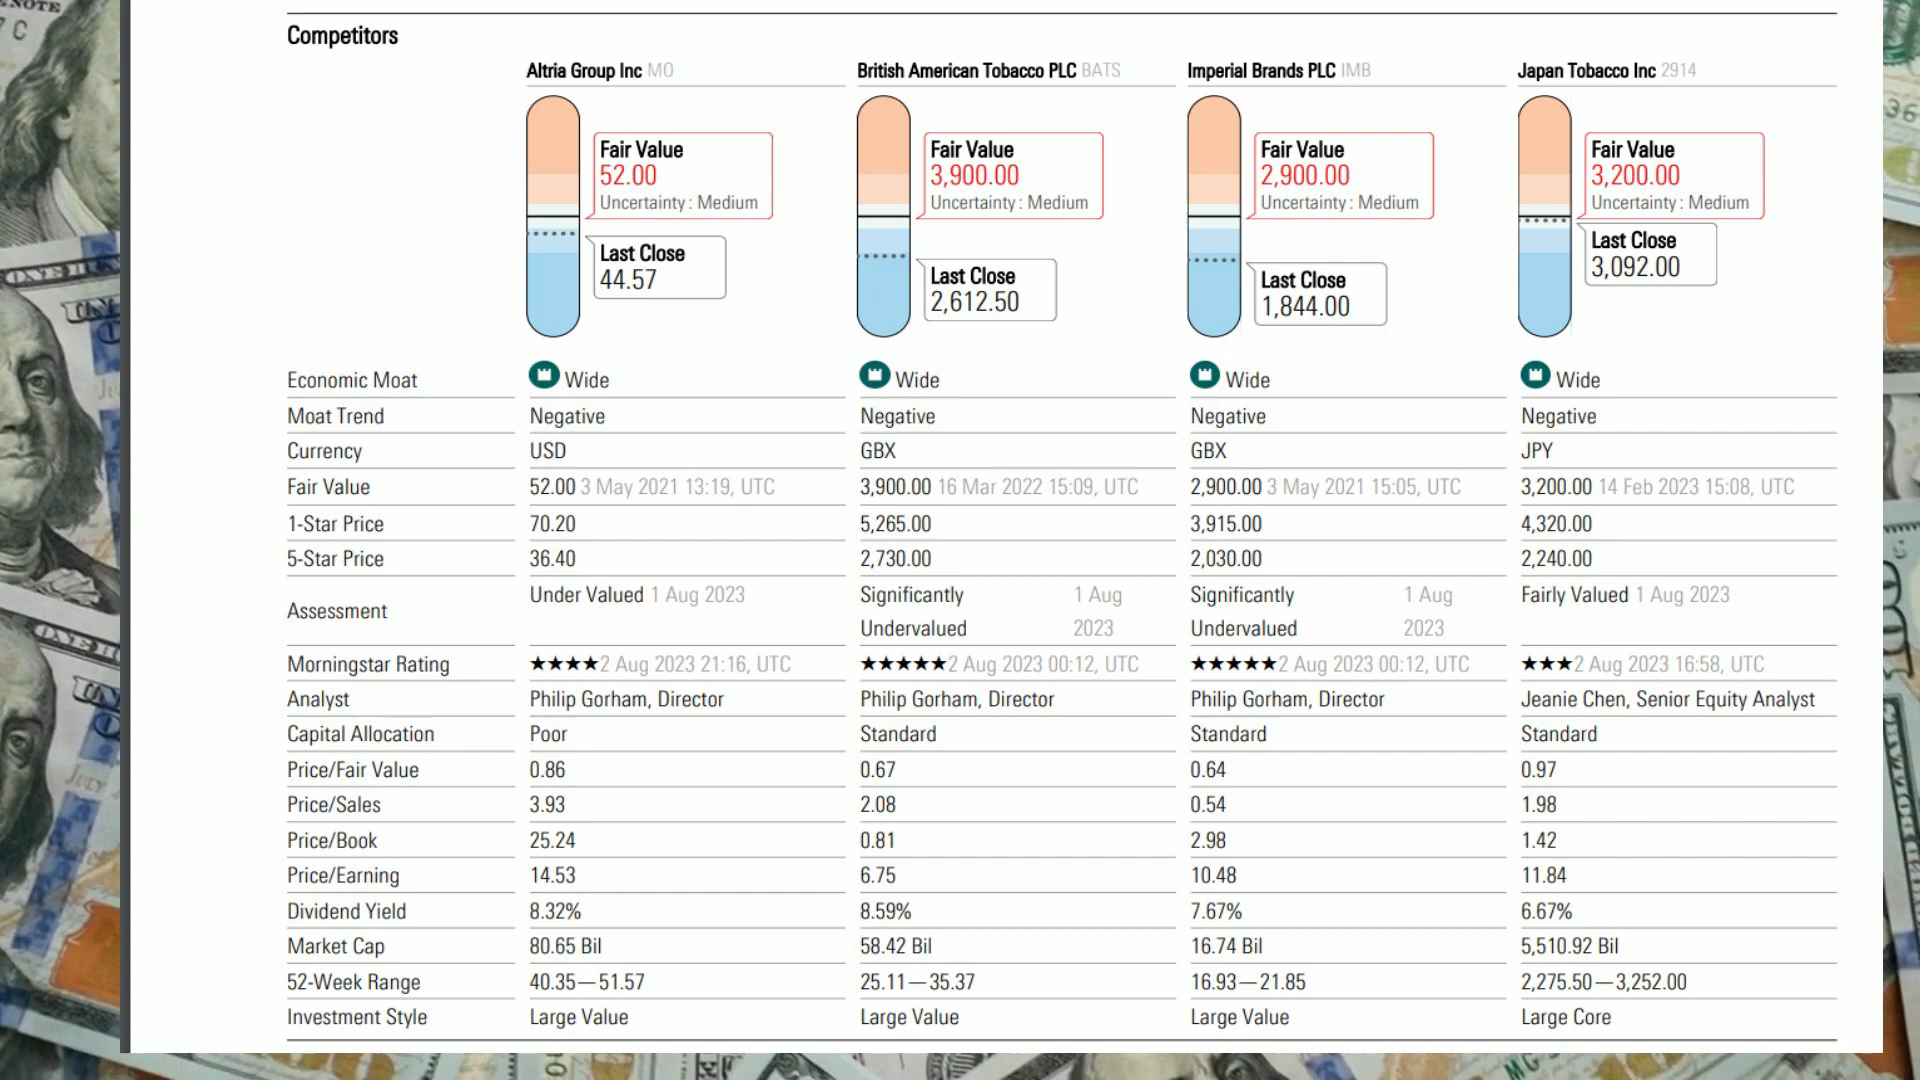 Competitors
Altria Group Inc MO British American Tobacco PLC BATS Imperial Brands PLC IMB Japan Tobacco Inc 2914
Fair Value Fair Value Fair Value Fair Value
52.00 3,900.00 2,900.00 3,200.00
Uncertainty : Medium Uncertainty : Medium Uncertainty : Medium Uncertainty : Medium
Last Close Last Close Last Close Last Close
44.57 2,612.50 1,844.00 3,092.00
Economic Moat Wide Wide Wide Wide
Moat Trend Negative Negative Negative Negative
Currency USD GBX GBX JPY
Fair Value 52.00 3 May 2021 13:19, UTC 3,900.00 16 Mar 2022 15:09, UTC 2,900.00 3 May 2021 15:05, UTC 3,200.00 14 Feb 2023 15:08, UTC
1-Star Price 70.20 5,265.00 3,915.00 4,320.00
5-Star Price 36.40 2,730.00 2,030.00 2,240.00
Assessment Under Valued 1 Aug 2023 Significantly 1 Aug Significantly 1 Aug Fairly Valued 1 Aug 2023
Undervalued 2023 Undervalued 2023
Morningstar Rating ★★★★2 Aug 2023 21:16, UTC ★★★★★2 Aug 2023 00:12, UTC ★★★★★2 Aug 2023 00:12, UTC ★★★2 Aug 2023 16:58, UTC
Analyst Philip Gorham, Director Philip Gorham, Director Philip Gorham, Director Jeanie Chen, Senior Equity Analyst
Capital Allocation Poor Standard Standard Standard
Price/Fair Value 0.86 0.67 0.64 0.97
Price/Sales 3.93 2.08 0.54 1.98
Price/Book 25.24 0.81 2.98 1.42
Price/Earning 14.53 6.75 10.48 11.84
Dividend Yield 8.32% 8.59% 7.67% 6.67%
Market Cap 80.65 Bil 58.42 Bil 16.74 Bil 5,510.92 Bil
52-Week Range 40.35—51.57 25.11—35.37 16.93—21.85 2,275.50—3,252.00
Investment Style Large Value Large Value Large Value Large Core